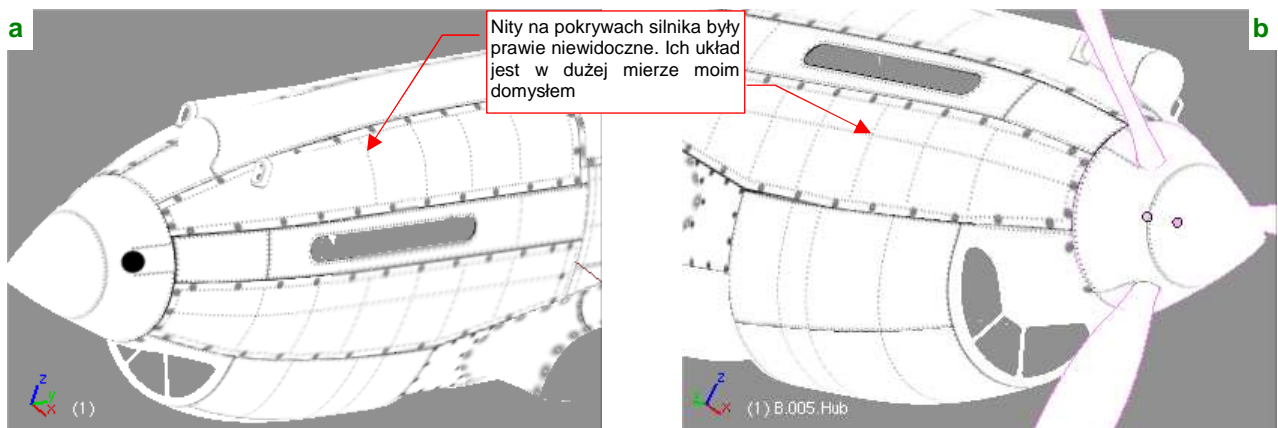 a
Nity na pokrywach silnika były
prawie niewidoczne. Ich układ
jest w dużej mierze moim
domysłem
b
z
y
x
(1)
z
x
(1) B.005.Hub